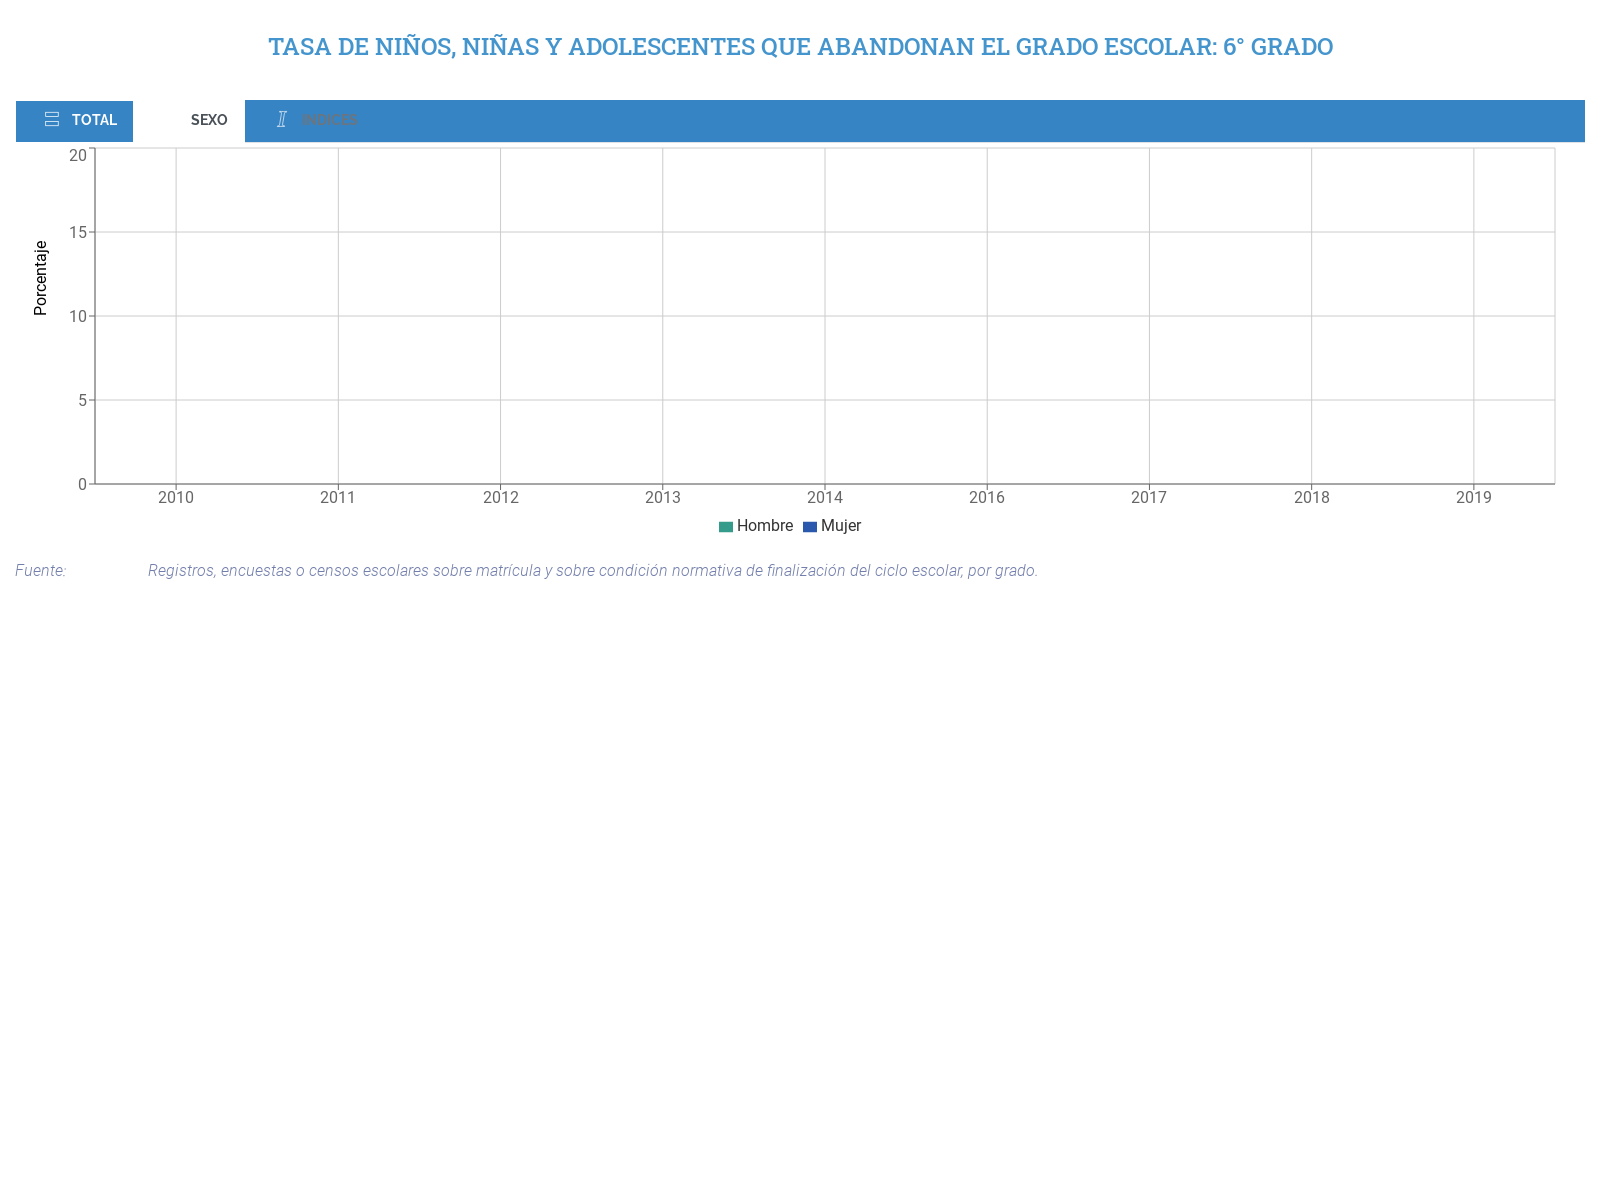 TASA DE NIÑOS, NIÑAS Y ADOLESCENTES QUE ABANDONAN EL GRADO ESCOLAR: 6° GRADO
TOTAL SEXO INDICES
20
15
10
5
0
Porcentaje
2010 2011 2012 2013 2014 2016 2017 2018 2019
Hombre Mujer
Fuente: Registros, encuestas o censos escolares sobre matrícula y sobre condición normativa de finalización del ciclo escolar, por grado.